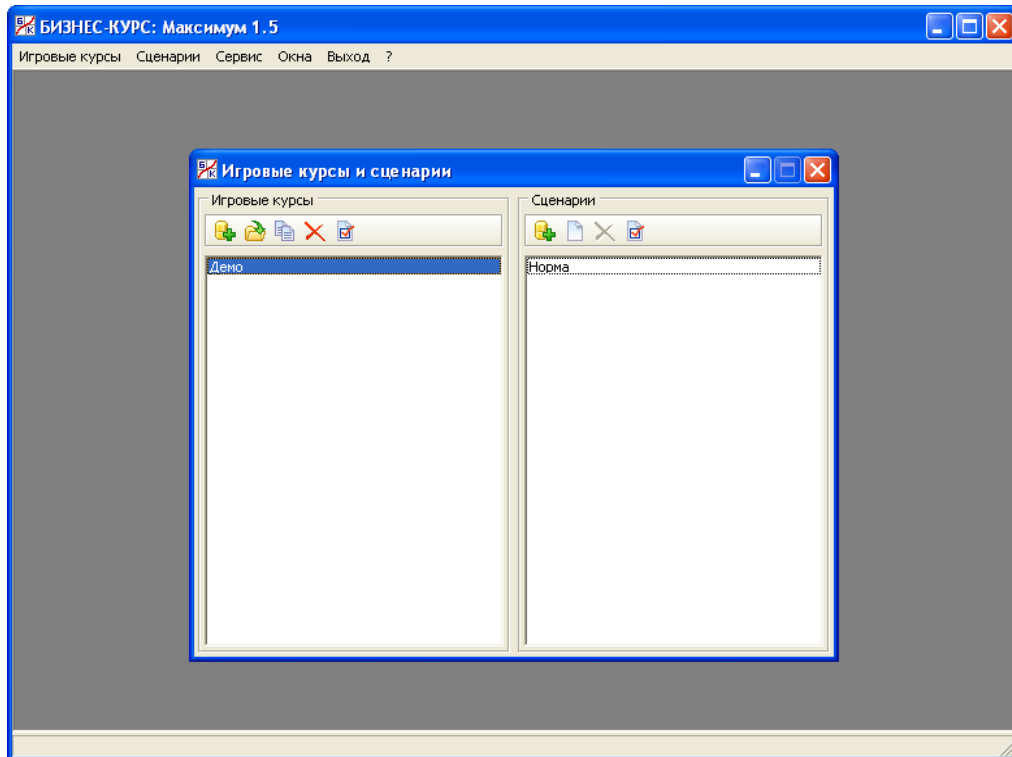 БИЗНЕС-КУРС: Максимум 1.5
Игровые курсы Сценарии Сервис Окна Выход ?
Игровые курсы и сценарии
Игровые курсы
Сценарии
Демо
Норма